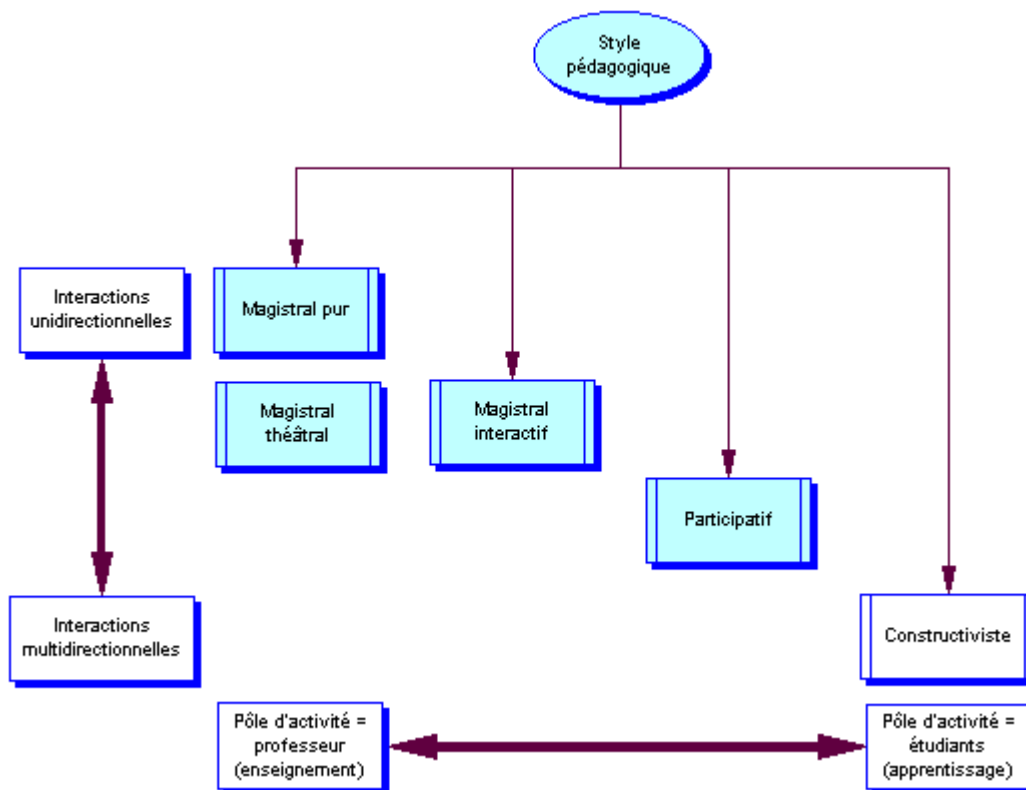 Style
pédagogique
Interactions
unidirectionnelles
Magistral pur
Magistral
théâtral
Magistral
interactif
Participatif
Interactions
multidirectionnelles
Constructiviste
Pôle d'activité =
professeur
(enseignement)
Pôle d'activité =
étudiants
(apprentissage)